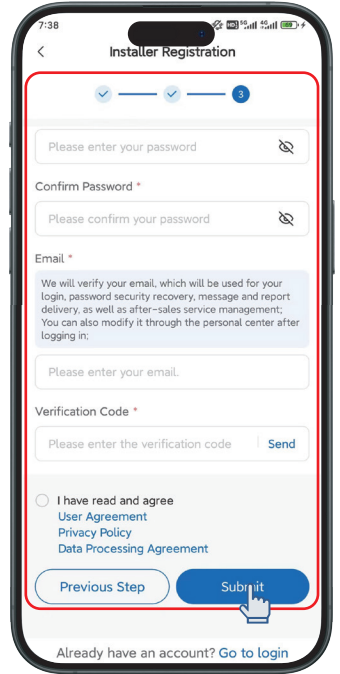 7:38
HD 5G 4G
Installer Registration
3
Please enter your password
Confirm Password *
Please confirm your password
Email *
We will verify your email, which will be used for your
login, password security recovery, message and report
delivery, as well as after-sales service management;
You can also modify it through the personal center after
logging in;
Please enter your email.
Verification Code *
Please enter the verification code
Send
I have read and agree
User Agreement
Privacy Policy
Data Processing Agreement
Previous Step
Submit
Already have an account? Go to login